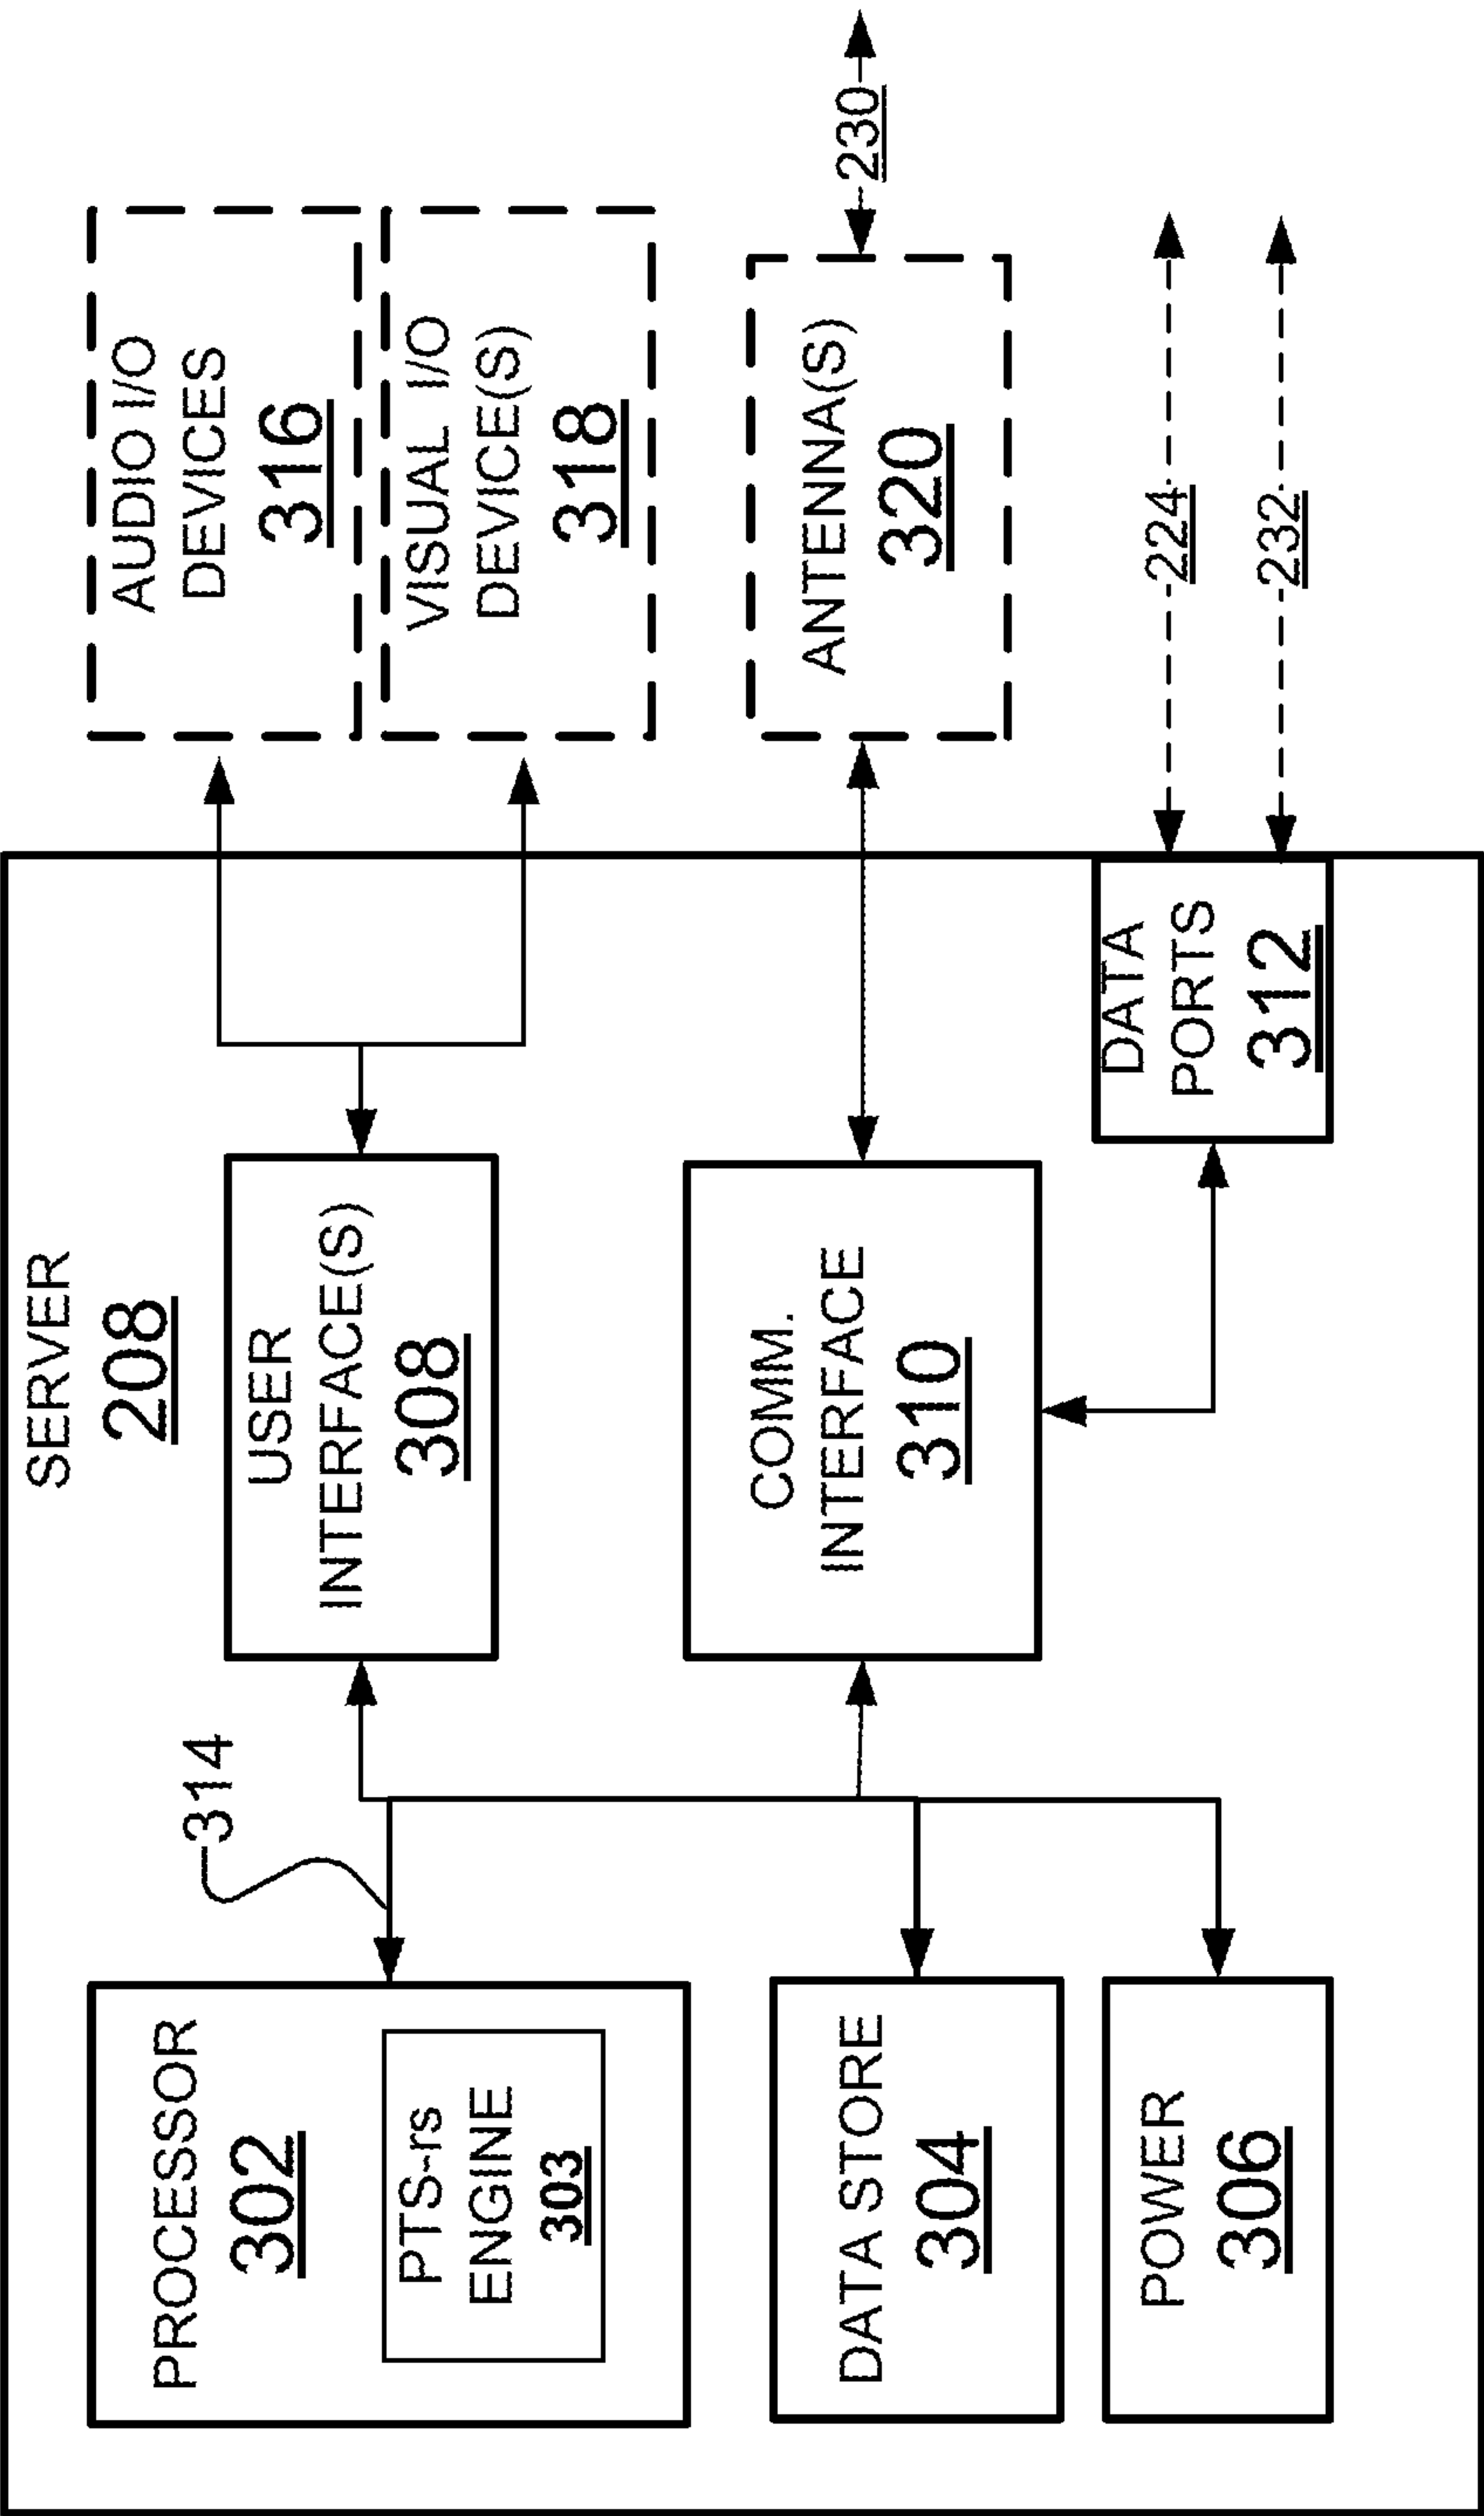 SERVER
208
PROCESSOR
302
PTS-rs
ENGINE
303
DATA STORE
304
POWER
306
314
USER
INTERFACE(S)
308
COMM.
INTERFACE
310
DATA
PORTS
312
AUDIO I/O
DEVICES
316
VISUAL I/O
DEVICE(S)
318
ANTENNA(S)
320
230
224
232